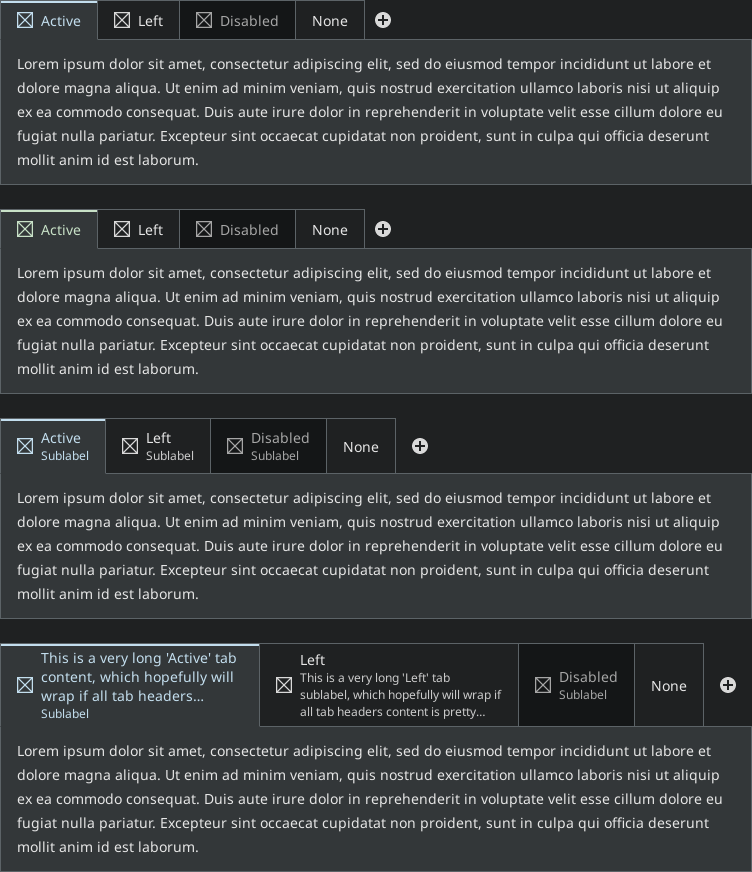 Active Left Disabled None
Lorem ipsum dolor sit amet, consectetur adipiscing elit, sed do eiusmod tempor incididunt ut labore et
dolore magna aliqua. Ut enim ad minim veniam, quis nostrud exercitation ullamco laboris nisi ut aliquip
ex ea commodo consequat. Duis aute irure dolor in reprehenderit in voluptate velit esse cillum dolore eu
fugiat nulla pariatur. Excepteur sint occaecat cupidatat non proident, sunt in culpa qui officia deserunt
mollit anim id est laborum.
Active Left Disabled None
Lorem ipsum dolor sit amet, consectetur adipiscing elit, sed do eiusmod tempor incididunt ut labore et
dolore magna aliqua. Ut enim ad minim veniam, quis nostrud exercitation ullamco laboris nisi ut aliquip
ex ea commodo consequat. Duis aute irure dolor in reprehenderit in voluptate velit esse cillum dolore eu
fugiat nulla pariatur. Excepteur sint occaecat cupidatat non proident, sunt in culpa qui officia deserunt
mollit anim id est laborum.
Active
Sublabel
Left
Sublabel
Disabled
Sublabel
None
Lorem ipsum dolor sit amet, consectetur adipiscing elit, sed do eiusmod tempor incididunt ut labore et
dolore magna aliqua. Ut enim ad minim veniam, quis nostrud exercitation ullamco laboris nisi ut aliquip
ex ea commodo consequat. Duis aute irure dolor in reprehenderit in voluptate velit esse cillum dolore eu
fugiat nulla pariatur. Excepteur sint occaecat cupidatat non proident, sunt in culpa qui officia deserunt
mollit anim id est laborum.
This is a very long 'Active' tab
content, which hopefully will
wrap if all tab headers...
Sublabel
Left
This is a very long 'Left' tab
sublabel, which hopefully will wrap if
all tab headers content is pretty...
Disabled
Sublabel
None
Lorem ipsum dolor sit amet, consectetur adipiscing elit, sed do eiusmod tempor incididunt ut labore et
dolore magna aliqua. Ut enim ad minim veniam, quis nostrud exercitation ullamco laboris nisi ut aliquip
ex ea commodo consequat. Duis aute irure dolor in reprehenderit in voluptate velit esse cillum dolore eu
fugiat nulla pariatur. Excepteur sint occaecat cupidatat non proident, sunt in culpa qui officia deserunt
mollit anim id est laborum.